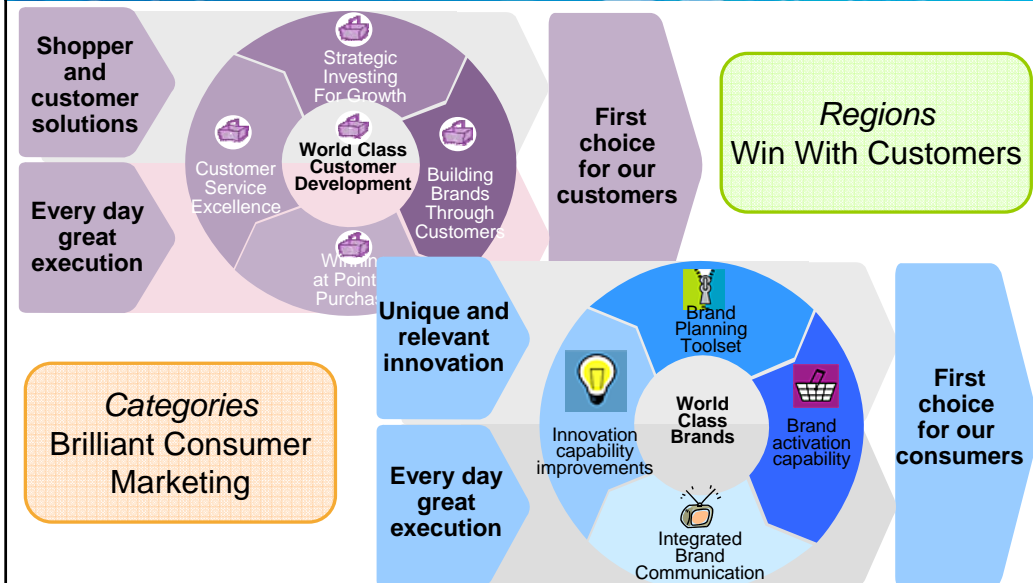 Shopper
and
customer
solutions
Every day
great
execution
Strategic
Investing
For Growth
Customer
Service
Excellence
World Class
Customer
Development
Building
Brands
Through
Customers
at Point
First
choice
for our
customers
Regions
Win With Customers
Categories
Brilliant Consumer
Marketing
Unique and
relevant
innovation
Every day
great
execution
Brand
Planning
Toolset
Innovation
capability
improvements
World
Class
Brands
Brand
activation
capability
Integrated
Brand
Communication
First
choice
for our
consumers